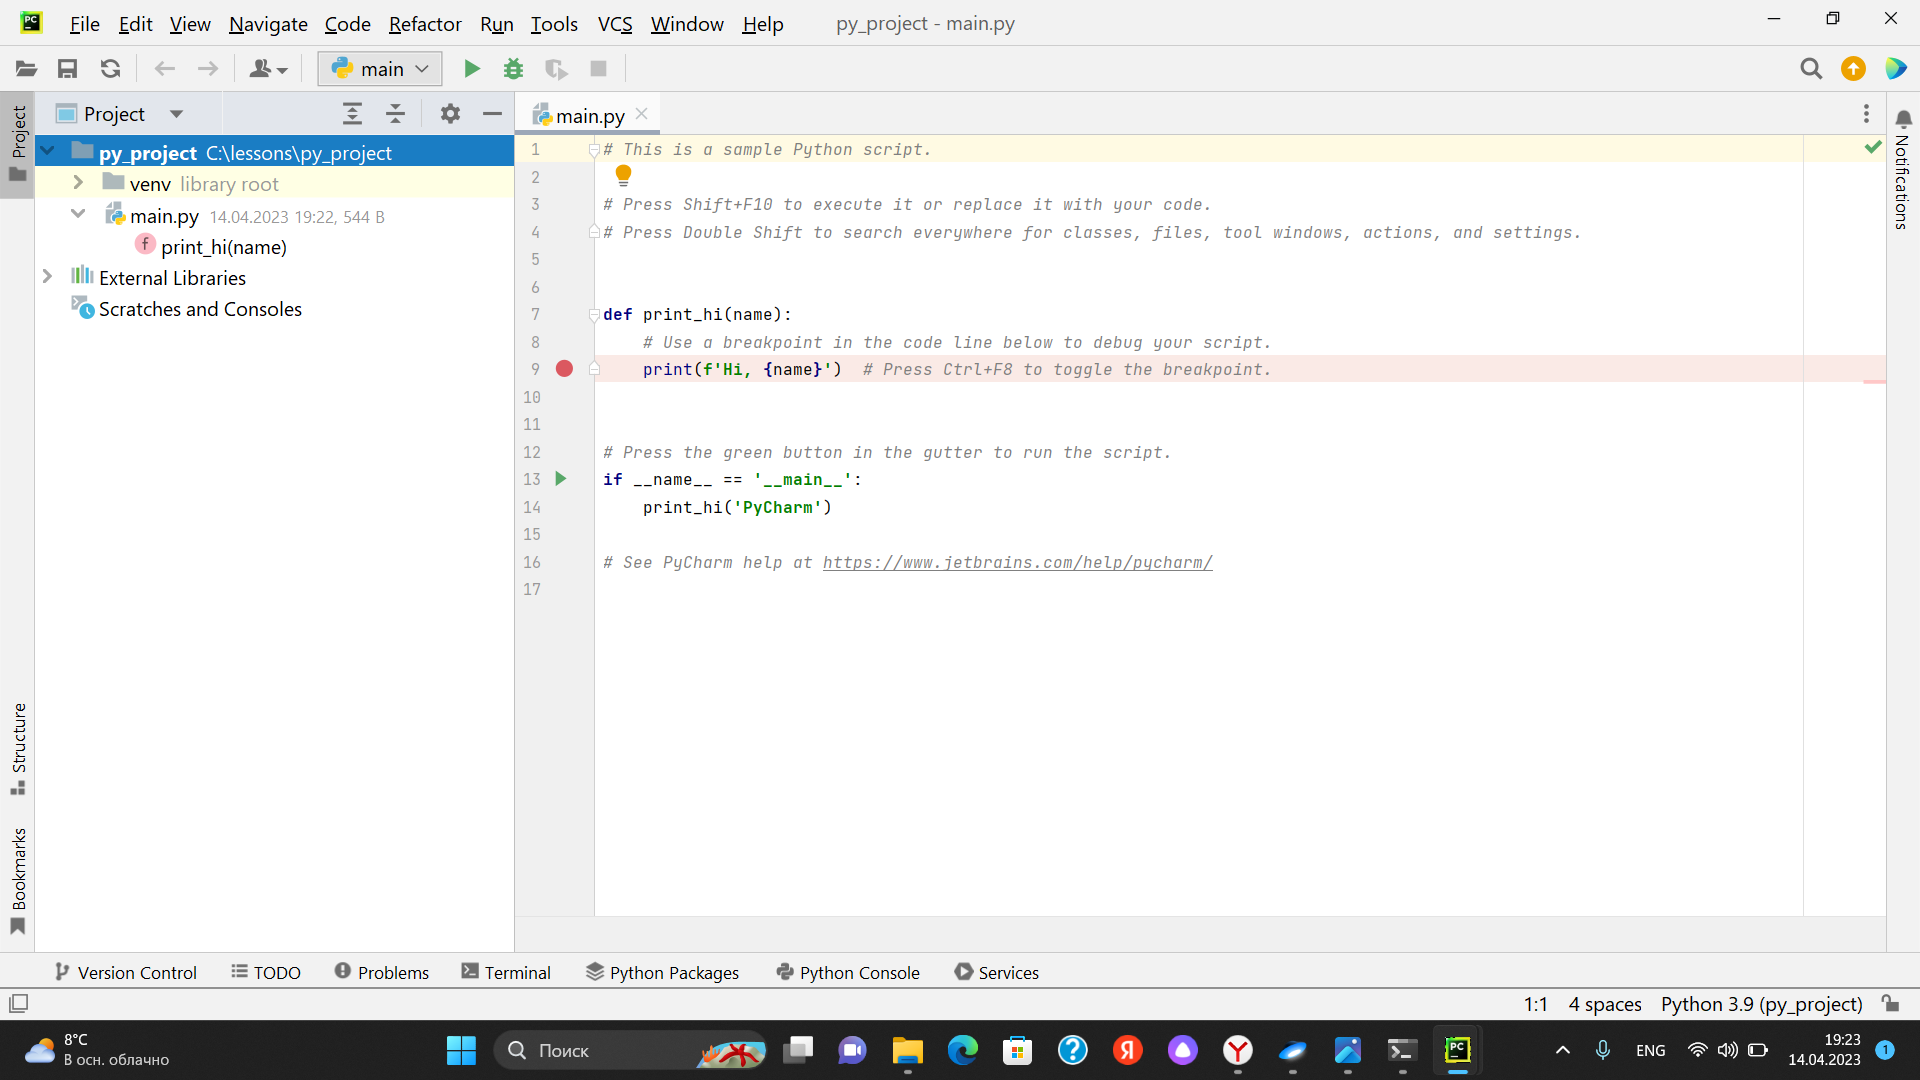 File Edit View Navigate Code Refactor Run Tools VCS Window Help py_project - main.py
main
Project
Project
main.py
py_project C:\lessons\py_project
venv library root
main.py 14.04.2023 19:22, 544 B
print_hi(name)
External Libraries
Scratches and Consoles
Structure
Bookmarks
1 # This is a sample Python script.
2
3 # Press Shift+F10 to execute it or replace it with your code.
4 # Press Double Shift to search everywhere for classes, files, tool windows, actions, and settings.
5
6
7 def print_hi(name):
8 # Use a breakpoint in the code line below to debug your script.
9 print(f'Hi, {name}') # Press Ctrl+F8 to toggle the breakpoint.
10
11
12 # Press the green button in the gutter to run the script.
13 if __name__ == '__main__':
14 print_hi('PyCharm')
15
16 # See PyCharm help at https://www.jetbrains.com/help/pycharm/
17
Notifications
Version Control TODO Problems Terminal Python Packages Python Console Services
1:1 4 spaces Python 3.9 (py_project)
8°C
В осн. облачно
Поиск
ENG
19:23
14.04.2023
1